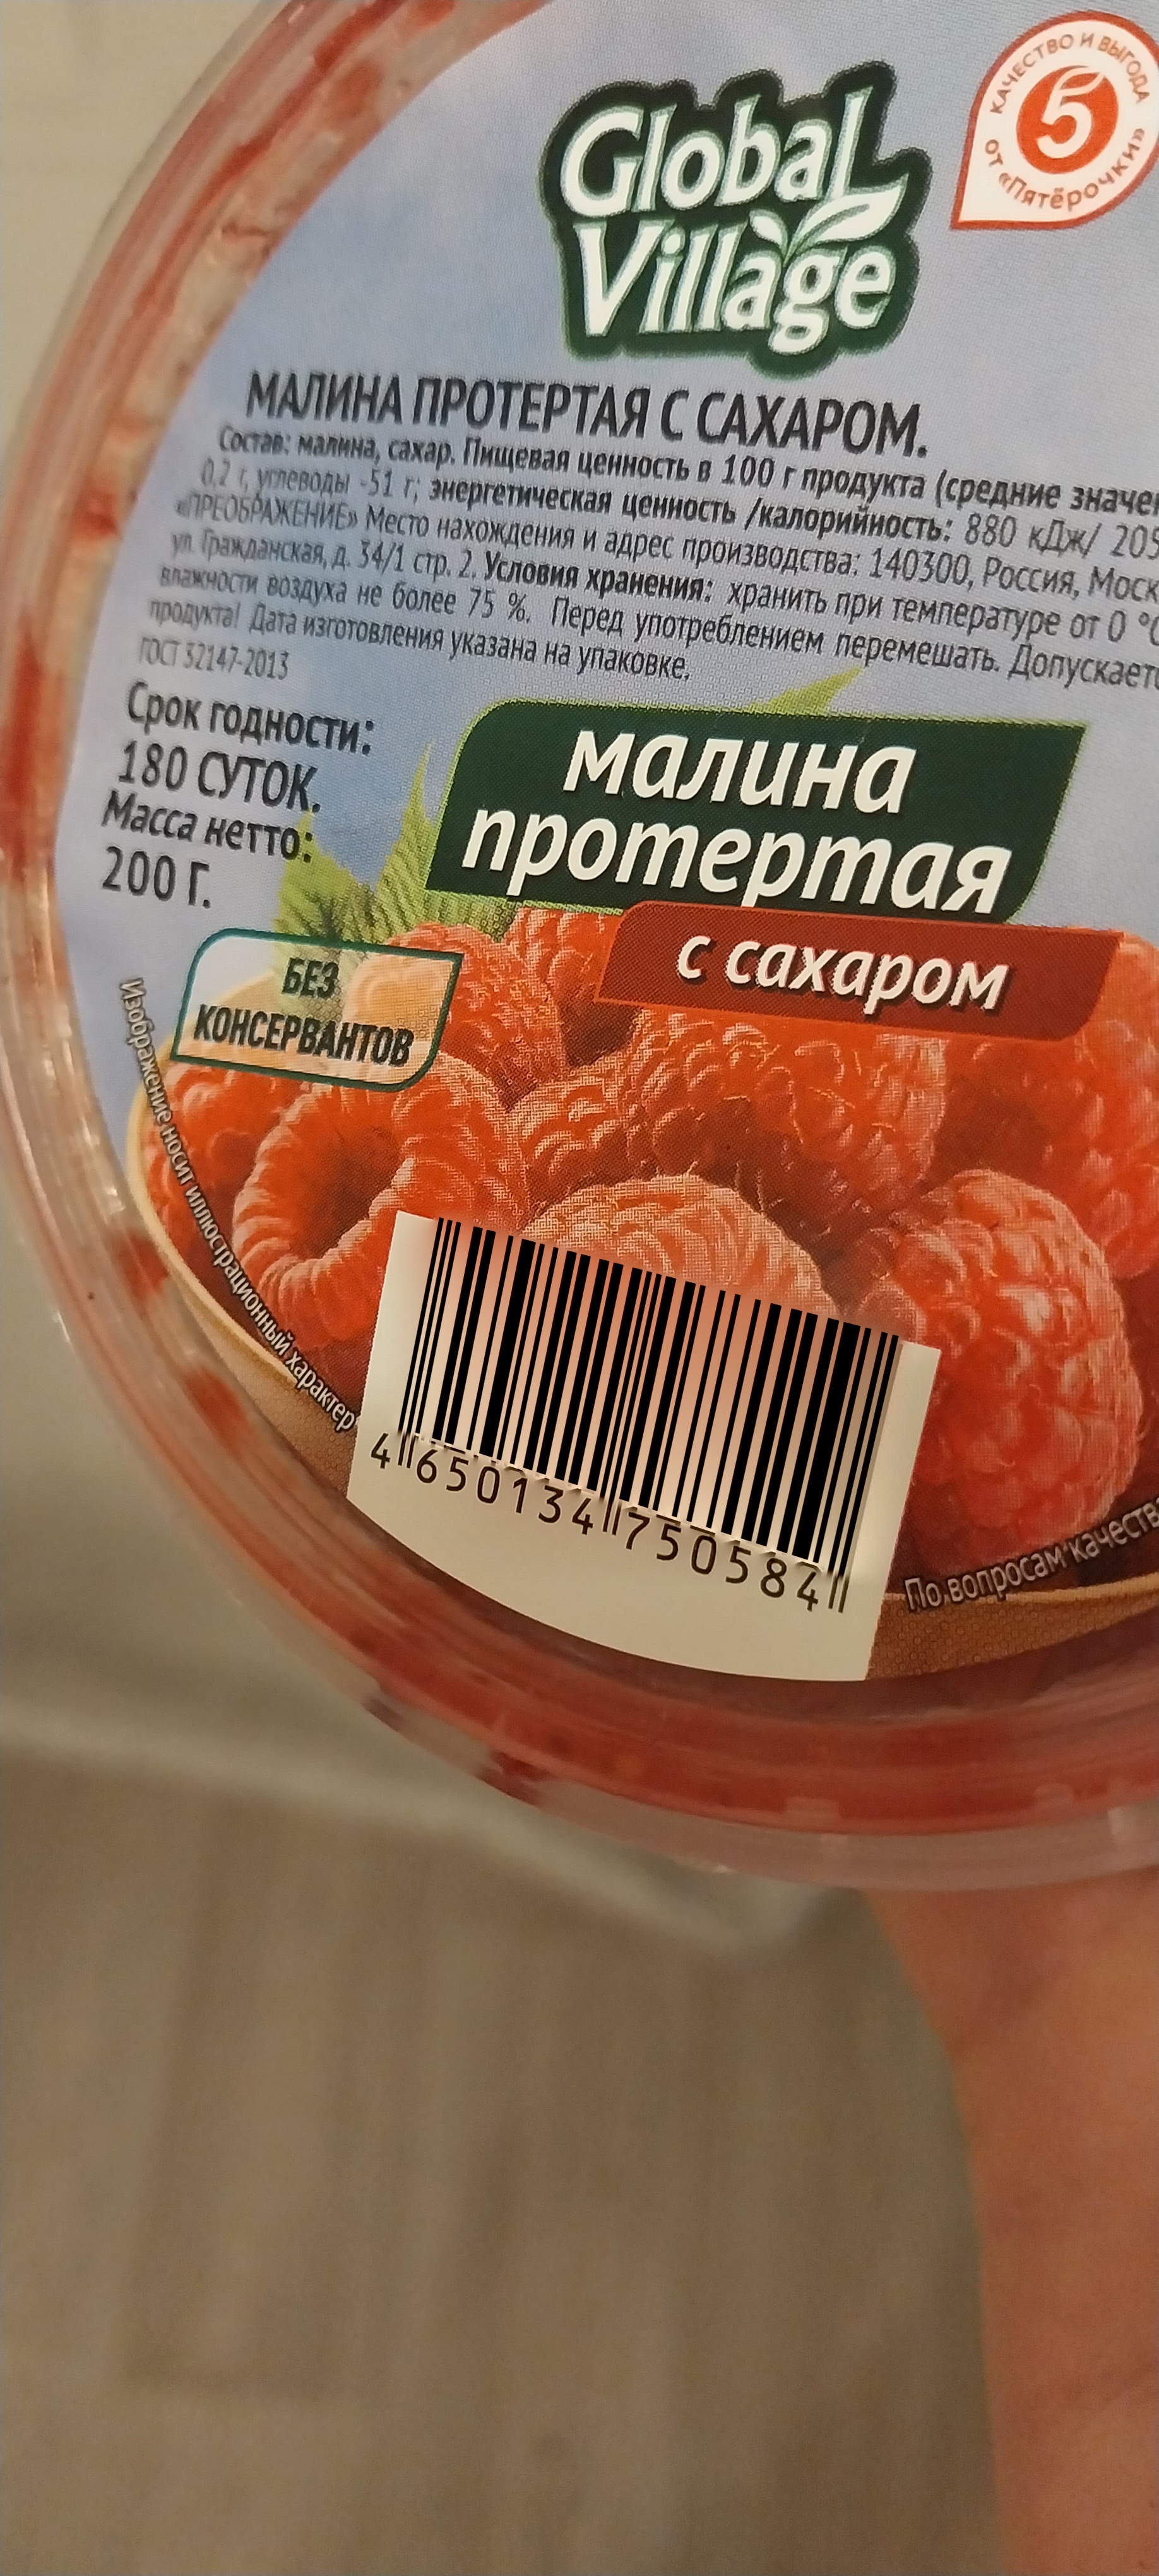 КАЧЕСТВО И ВЫГОДА
5
от «Пятёрочки»
Global
Village
МАЛИНА ПРОТЕРТАЯ С САХАРОМ.
Состав: малина, сахар. Пищевая ценность в 100 г продукта (средние
0,2 г, углеводы -51 г; энергетическая ценность /калорийность: 880 кДж/ 205
«ПРЕОБРАЖЕНИЕ» Место нахождения и адрес производства: 140300, Россия,
ул. Гражданская, д. 34/1 стр. 2. Условия хранения: хранить при температуре от 0
влажности воздуха не более 75 %. Перед употреблением перемешать.
продукта! Дата изготовления указана на упаковке.
ГОСТ 32147-2013
Срок годности:
180 СУТОК.
Масса нетто:
200 Г.
малина
протертая
с сахаром
БЕЗ
КОНСЕРВАНТОВ
Изображение носит иллюстрационный характер
4 650134 750584
По вопросам качества